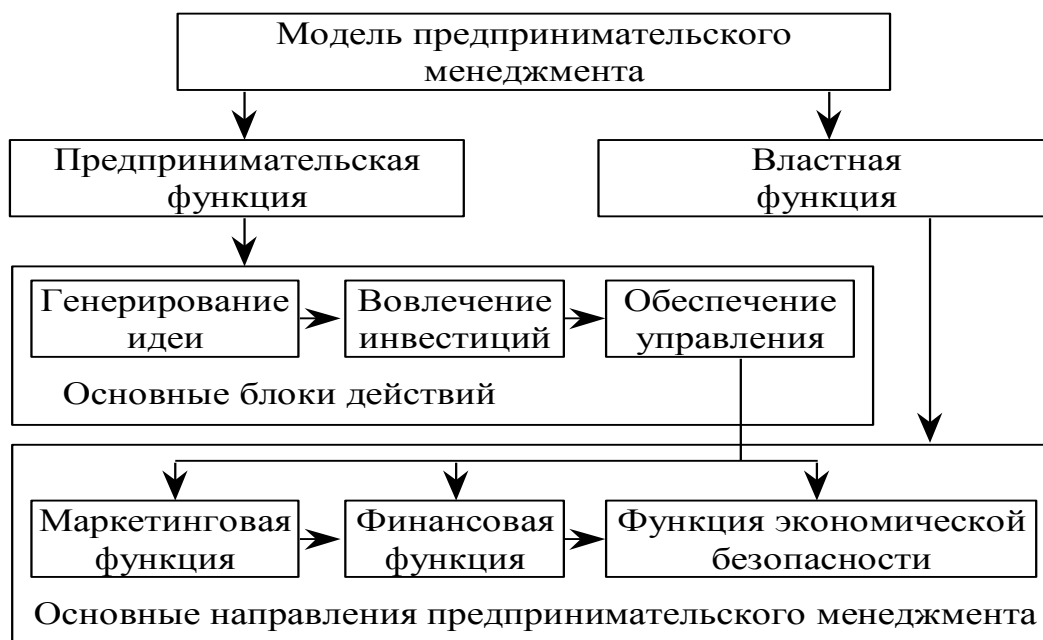 Модель предпринимательского
менеджмента
Предпринимательская
функция
Властная
функция
Генерирование
идеи
Вовлечение
инвестиций
Обеспечение
управления
Основные блоки действий
Маркетинговая
функция
Финансовая
функция
Функция экономической
безопасности
Основные направления предпринимательского менеджмента